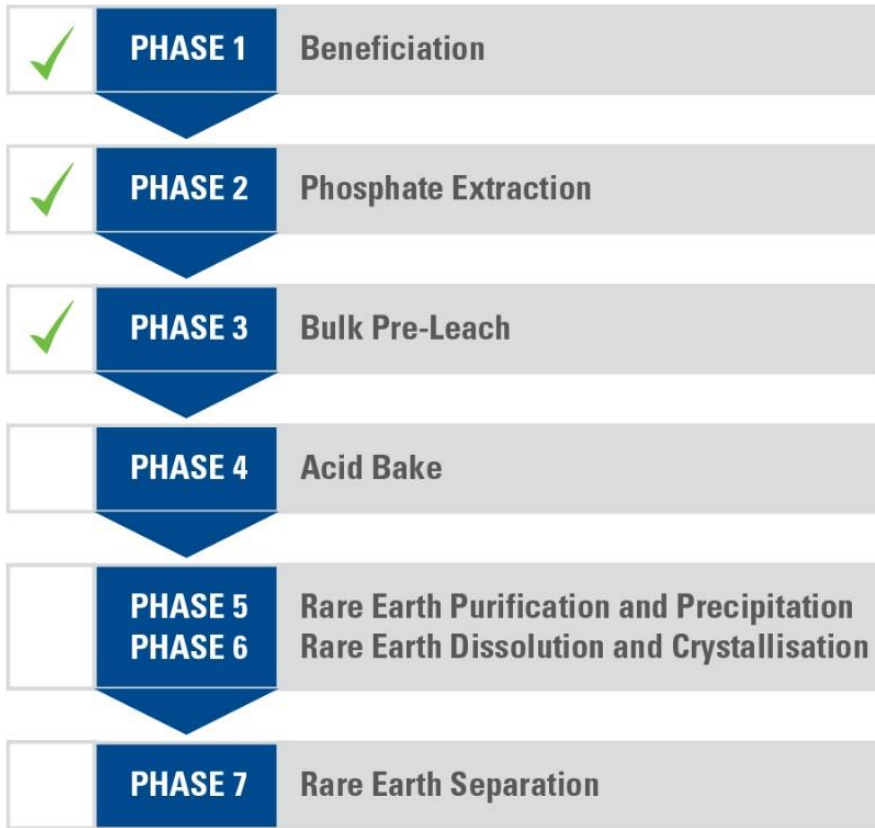 PHASE 1 Beneficiation
PHASE 2 Phosphate Extraction
PHASE 3 Bulk Pre-Leach
PHASE 4 Acid Bake
PHASE 5 Rare Earth Purification and Precipitation
PHASE 6 Rare Earth Dissolution and Crystallisation
PHASE 7 Rare Earth Separation